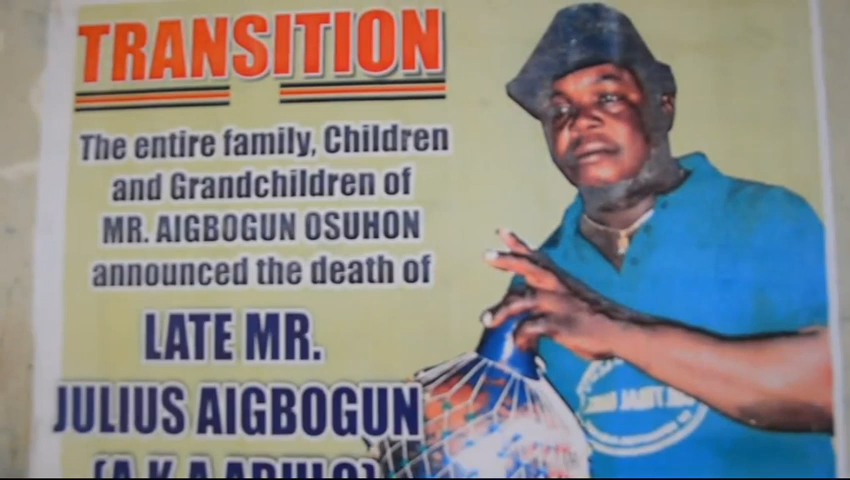 TRANSITION
The entire family, Children
and Grandchildren of
MR. AIGBOGUN OSUHON
announced the death of
LATE MR.
JULIUS AIGBOGUN